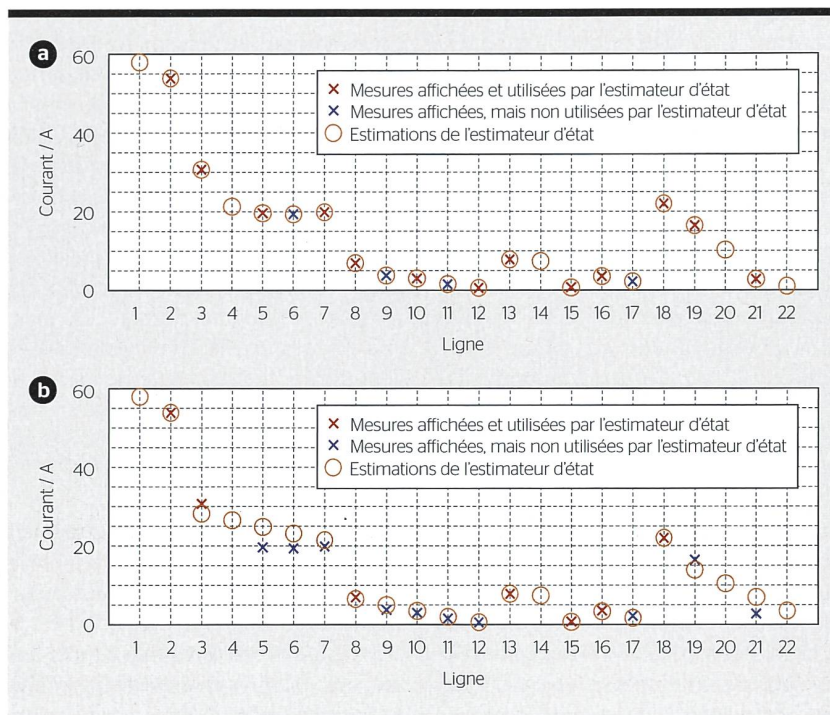 a
60
40
20
0
Courant / A
× Mesures affichées et utilisées par l'estimateur d'état
× Mesures affichées, mais non utilisées par l'estimateur d'état
Estimations de l'estimateur d'état
1 2 3 4 5 6 7 8 9 10 11 12 13 14 15 16 17 18 19 20 21 22
Ligne
b
60
40
20
0
Courant / A
× Mesures affichées et utilisées par l'estimateur d'état
× Mesures affichées, mais non utilisées par l'estimateur d'état
Estimations de l'estimateur d'état
1 2 3 4 5 6 7 8 9 10 11 12 13 14 15 16 17 18 19 20 21 22
Ligne